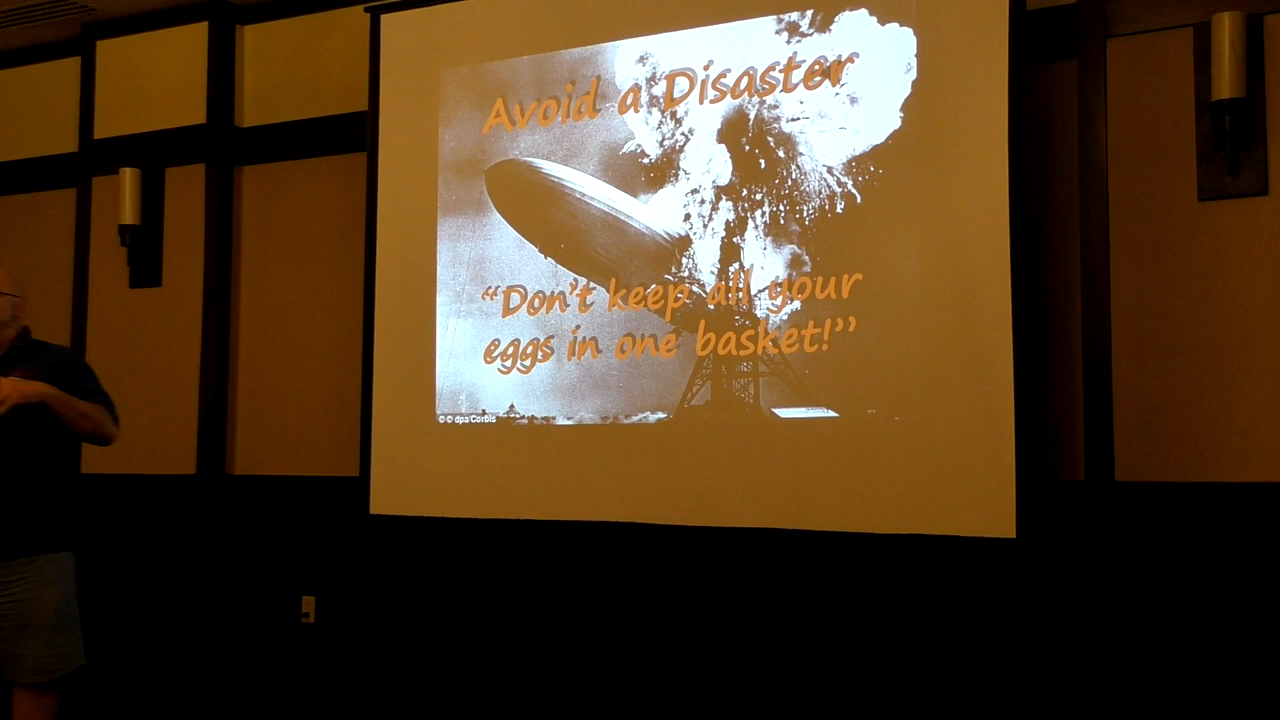 Avoid a Disaster
“Don't keep all your
eggs in one basket!”
© © dpa/Corbis